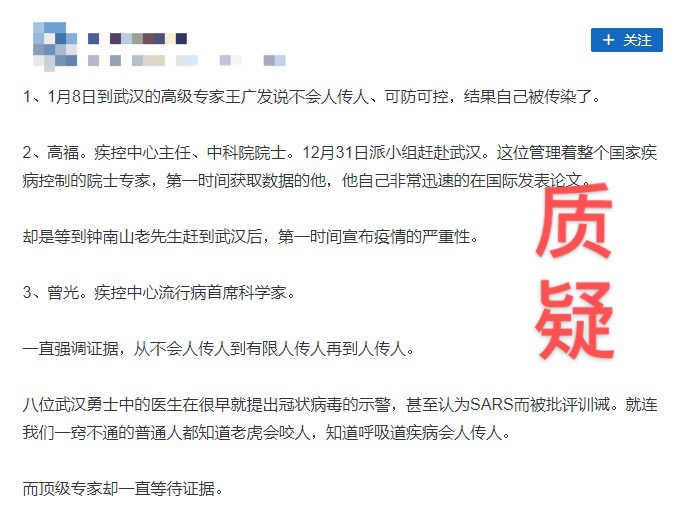 + 关注
1、1月8日到武汉的高级专家王广发说不会人传人、可防可控，结果自己被传染了。
2、高福。疾控中心主任、中科院院士。12月31日派小组赶赴武汉。这位管理着整个国家疾
病控制的院士专家，第一时间获取数据的他，他自己非常迅速的在国际发表论文。
却是等到钟南山老先生赶到武汉后，第一时间宣布疫情的严重性。
3、曾光。疾控中心流行病首席科学家。
一直强调证据，从不会人传人到有限人传人再到人传人。
八位武汉勇士中的医生在很早就提出冠状病毒的示警，甚至认为SARS而被批评训诫。就连
我们一窍不通的普通人都知道老虎会咬人，知道呼吸道疾病会人传人。
而顶级专家却一直等待证据。
质
疑